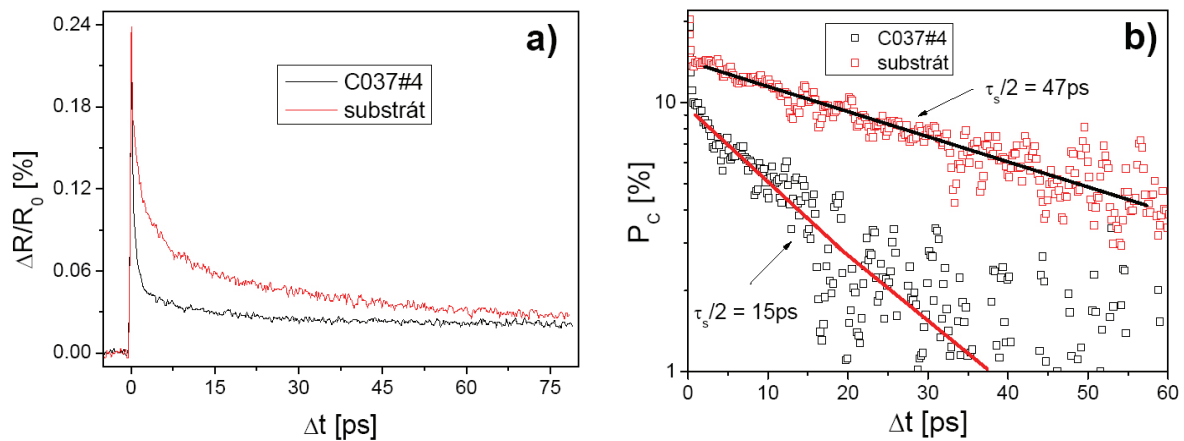 a)
C037#4
substrát
ΔR/R₀ [%]
0.24
0.18
0.12
0.06
0.00
0 15 30 45 60 75
Δt [ps]
b)
C037#4
substrát
τₛ/2 = 47ps
τₛ/2 = 15ps
P_C [%]
10
1
0 10 20 30 40 50 60
Δt [ps]